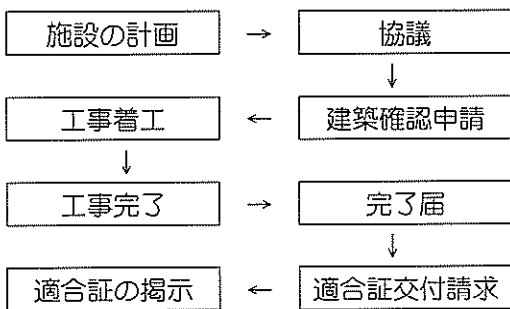 施設の計画 → 協議
↓
工事着工 ← 建築確認申請
↓
工事完了 → 完了届
↓
適合証の掲示 ← 適合証交付請求